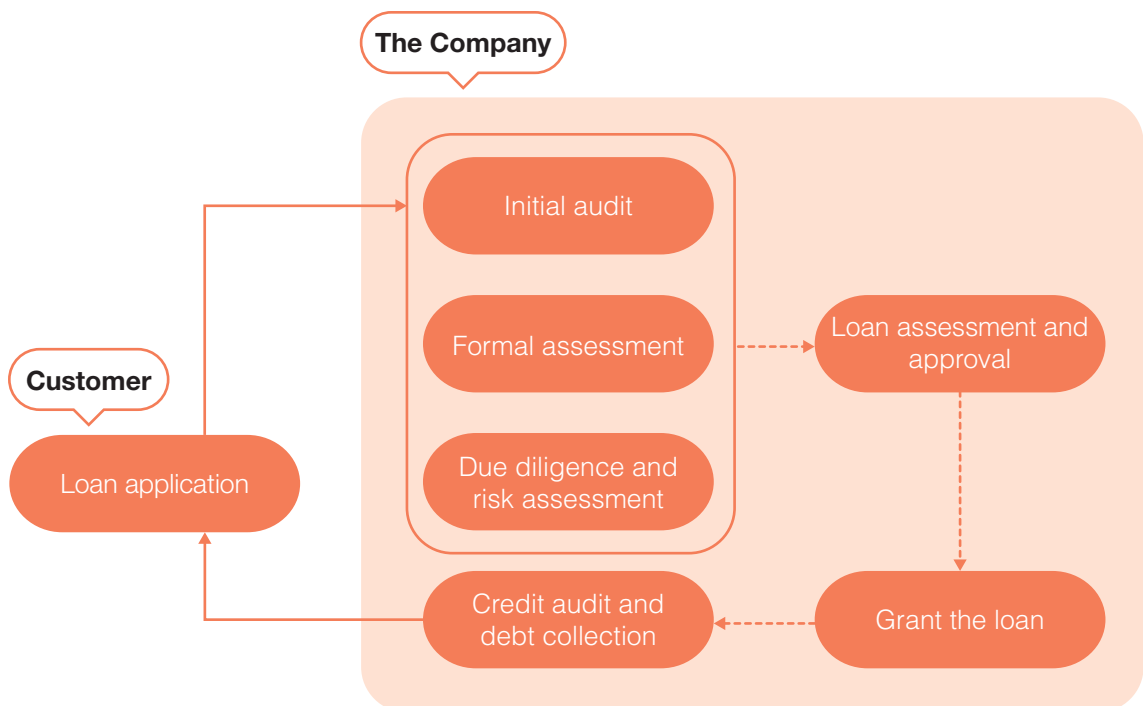 The Company
Initial audit
Formal assessment
Loan assessment and
approval
Customer
Due diligence and
risk assessment
Loan application
Credit audit and
debt collection
Grant the loan